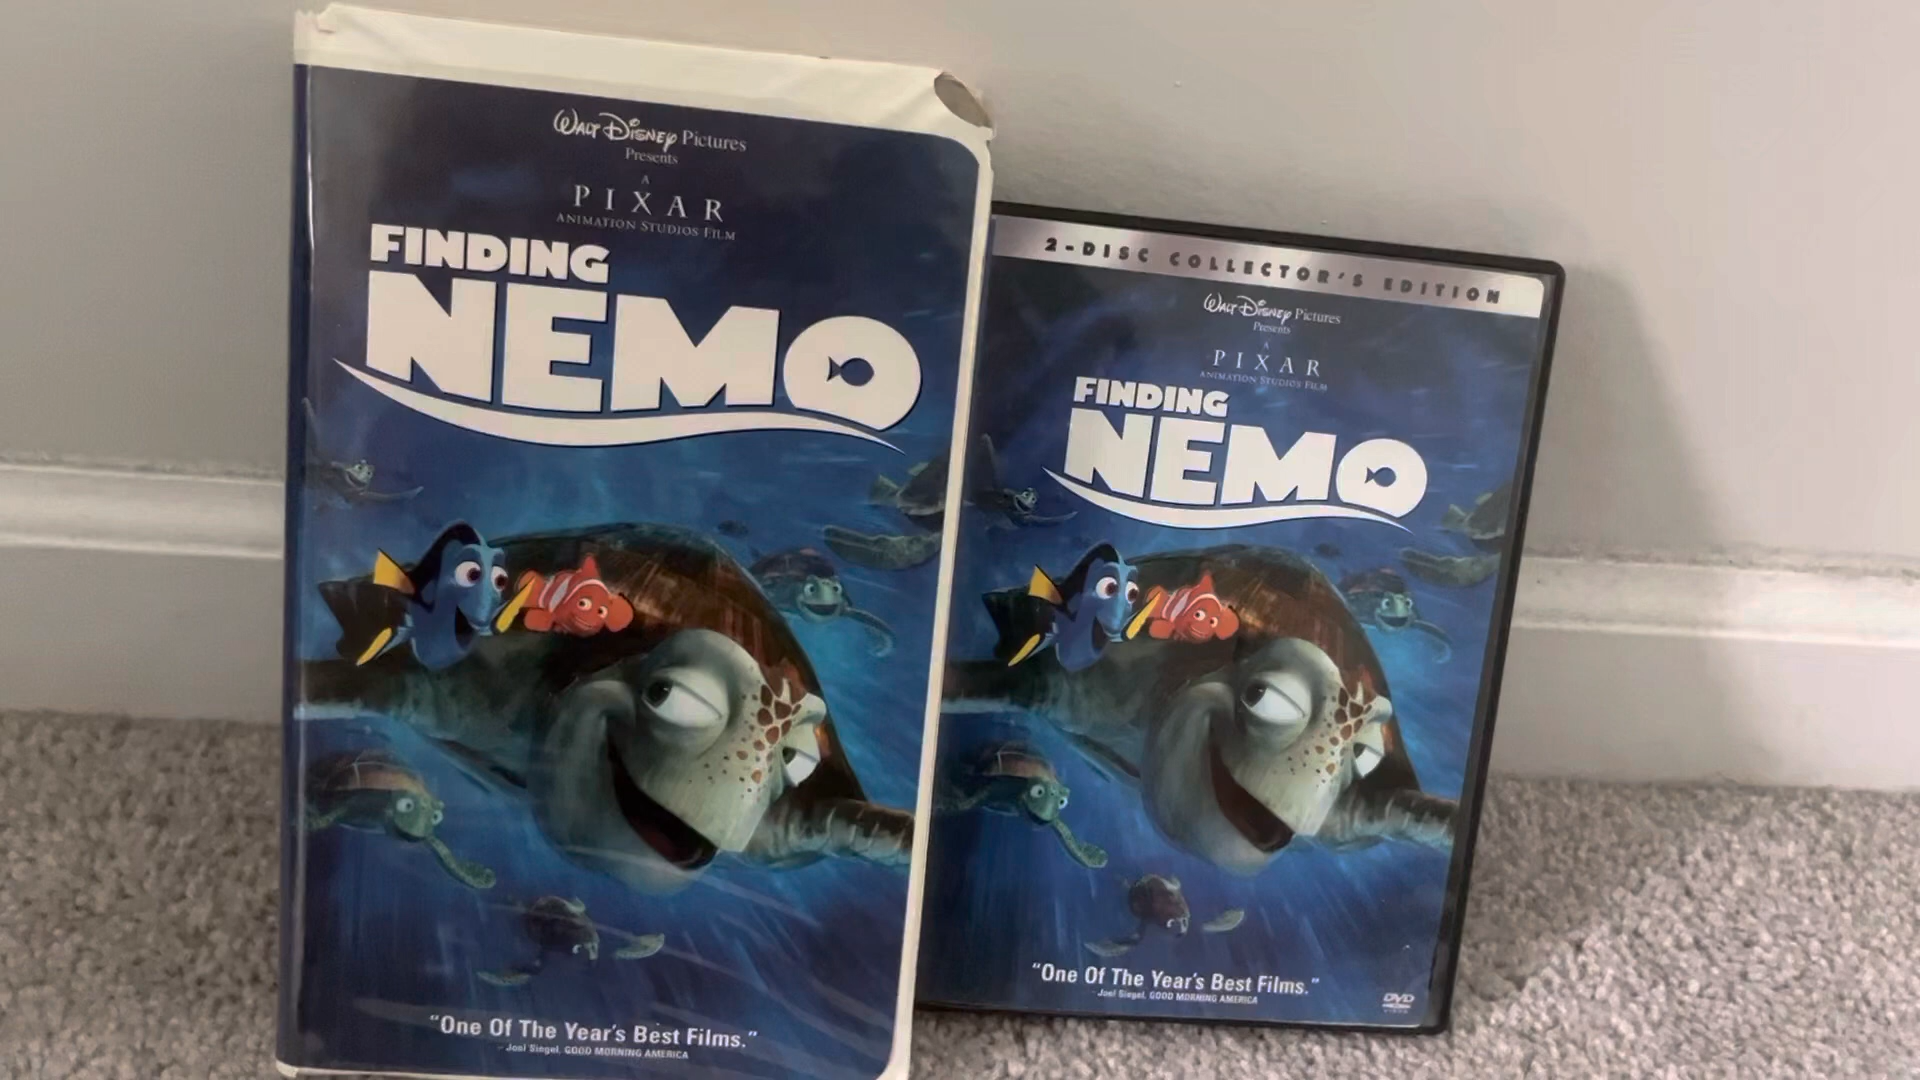 WALT DISNEY Pictures
Presents
A
PIXAR
ANIMATION STUDIOS FILM
FINDING
NEMO
"One Of The Year's Best Films."
- Joel Siegel, GOOD MORNING AMERICA
2-DISC COLLECTOR'S EDITION
WALT DISNEY Pictures
Presents
A
PIXAR
ANIMATION STUDIOS FILM
FINDING
NEMO
"One Of The Year's Best Films."
- Joel Siegel, GOOD MORNING AMERICA
DVD
VIDEO